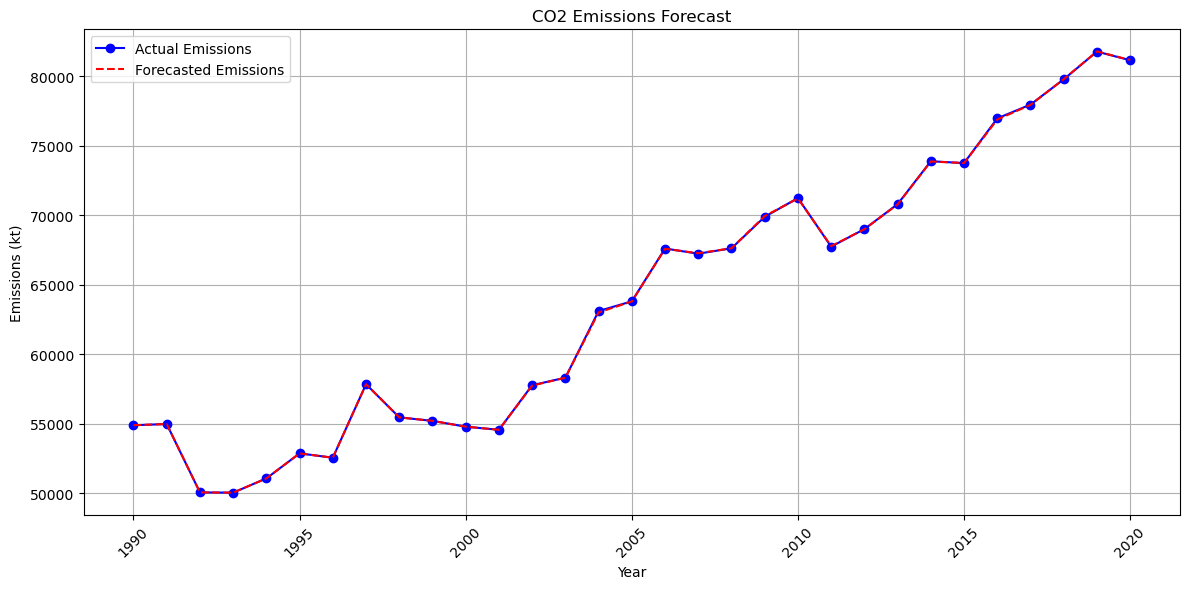 CO2 Emissions Forecast
Actual Emissions
Forecasted Emissions
Emissions (kt)
80000
75000
70000
65000
60000
55000
50000
1990
1995
2000
2005
2010
2015
2020
Year